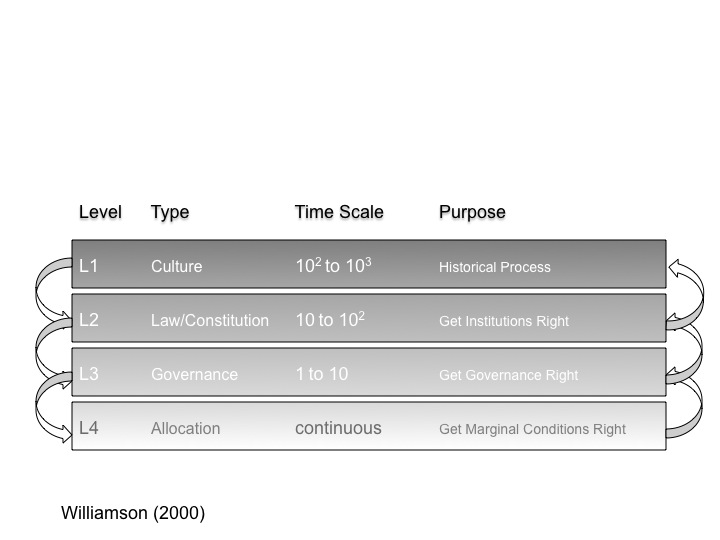 Level Type Time Scale Purpose
L1 Culture 10² to 10³ Historical Process
L2 Law/Constitution 10 to 10² Get Institutions Right
L3 Governance 1 to 10 Get Governance Right
L4 Allocation continuous Get Marginal Conditions Right
Williamson (2000)